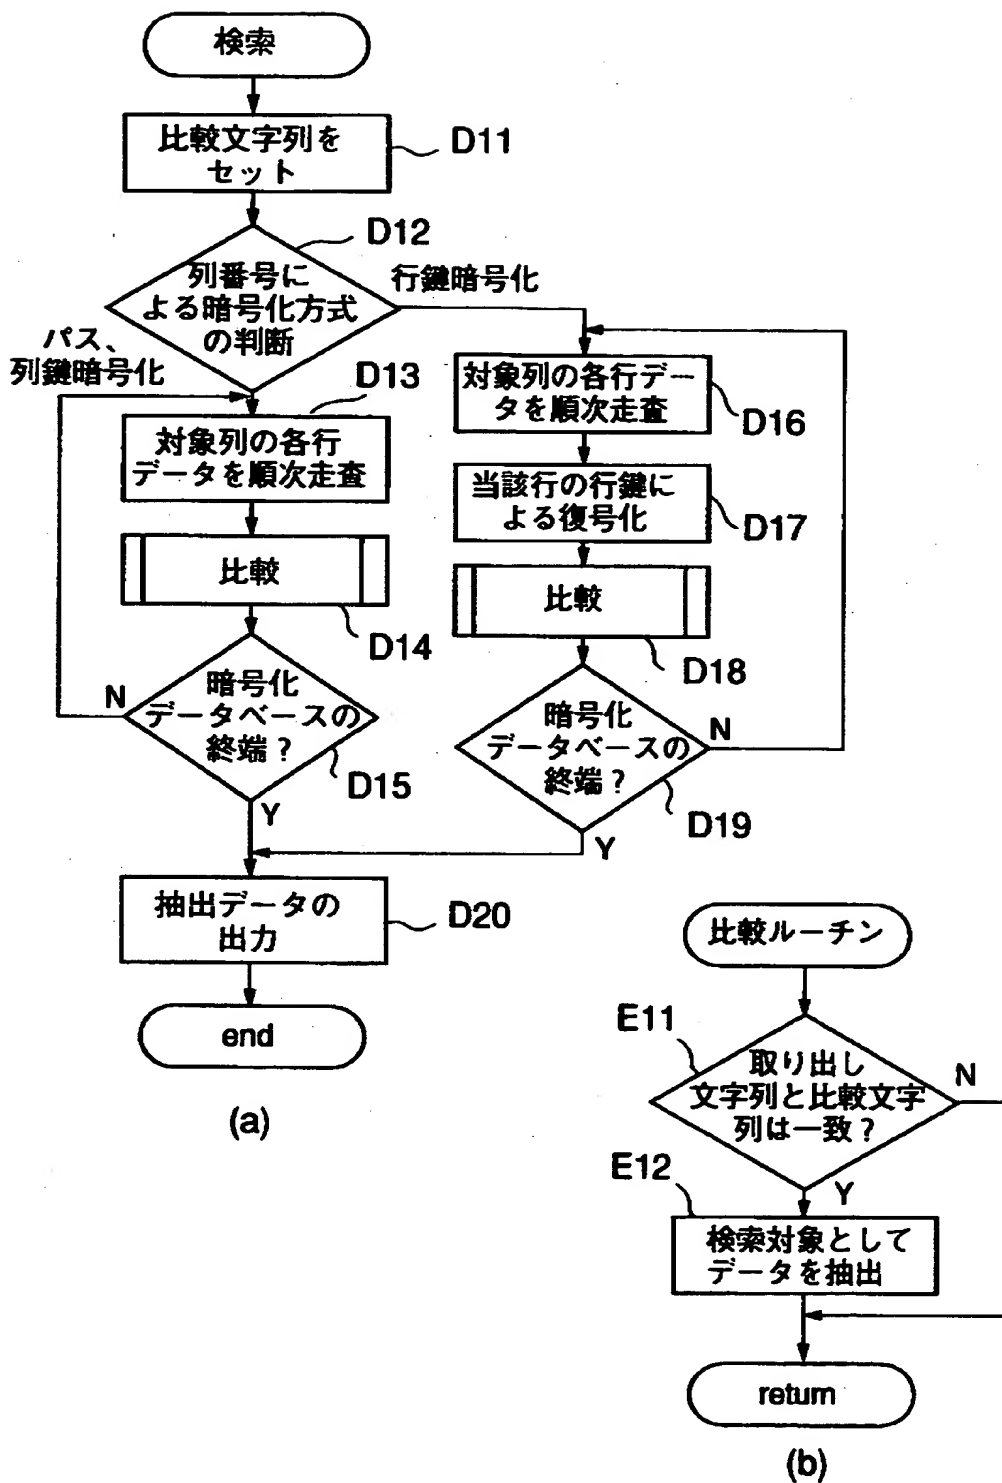 検索
比較文字列を
セット
D11
D12
列番号に
よる暗号化方式
の判断
行鍵暗号化
パス、
列鍵暗号化
D13
対象列の各行
データを順次走査
比較
D14
暗号化
データベースの
終端?
N
D15
Y
対象列の各行デー
タを順次走査
D16
当該行の行鍵に
よる復号化
D17
比較
D18
暗号化
データベースの
終端?
N
D19
Y
抽出データの
出力
D20
end
(a)
比較ルーチン
E11
取り出し
文字列と比較文字
列は一致?
N
E12
Y
検索対象として
データを抽出
return
(b)